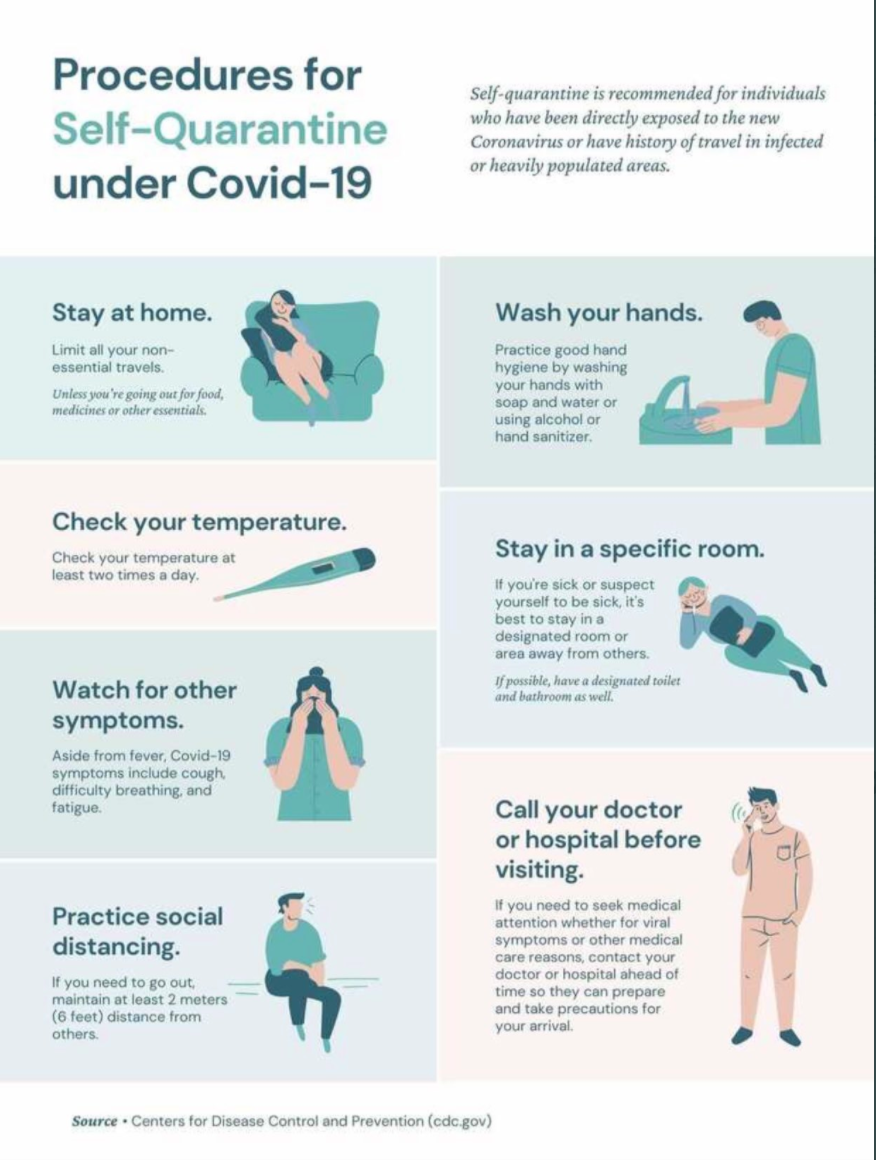 Procedures for
Self-Quarantine
under Covid-19
Self-quarantine is recommended for individuals
who have been directly exposed to the new
Coronavirus or have history of travel in infected
or heavily populated areas.
Stay at home.
Limit all your non-
essential travels.
Unless you're going out for food,
medicines or other essentials.
Check your temperature.
Check your temperature at
least two times a day.
Watch for other
symptoms.
Aside from fever, Covid-19
symptoms include cough,
difficulty breathing, and
fatigue.
Practice social
distancing.
If you need to go out,
maintain at least 2 meters
(6 feet) distance from
others.
Wash your hands.
Practice good hand
hygiene by washing
your hands with
soap and water or
using alcohol or
hand sanitizer.
Stay in a specific room.
If you're sick or suspect
yourself to be sick, it's
best to stay in a
designated room or
area away from others.
If possible, have a designated toilet
and bathroom as well.
Call your doctor
or hospital before
visiting.
If you need to seek medical
attention whether for viral
symptoms or other medical
care reasons, contact your
doctor or hospital ahead of
time so they can prepare
and take precautions for
your arrival.
Source • Centers for Disease Control and Prevention (cdc.gov)